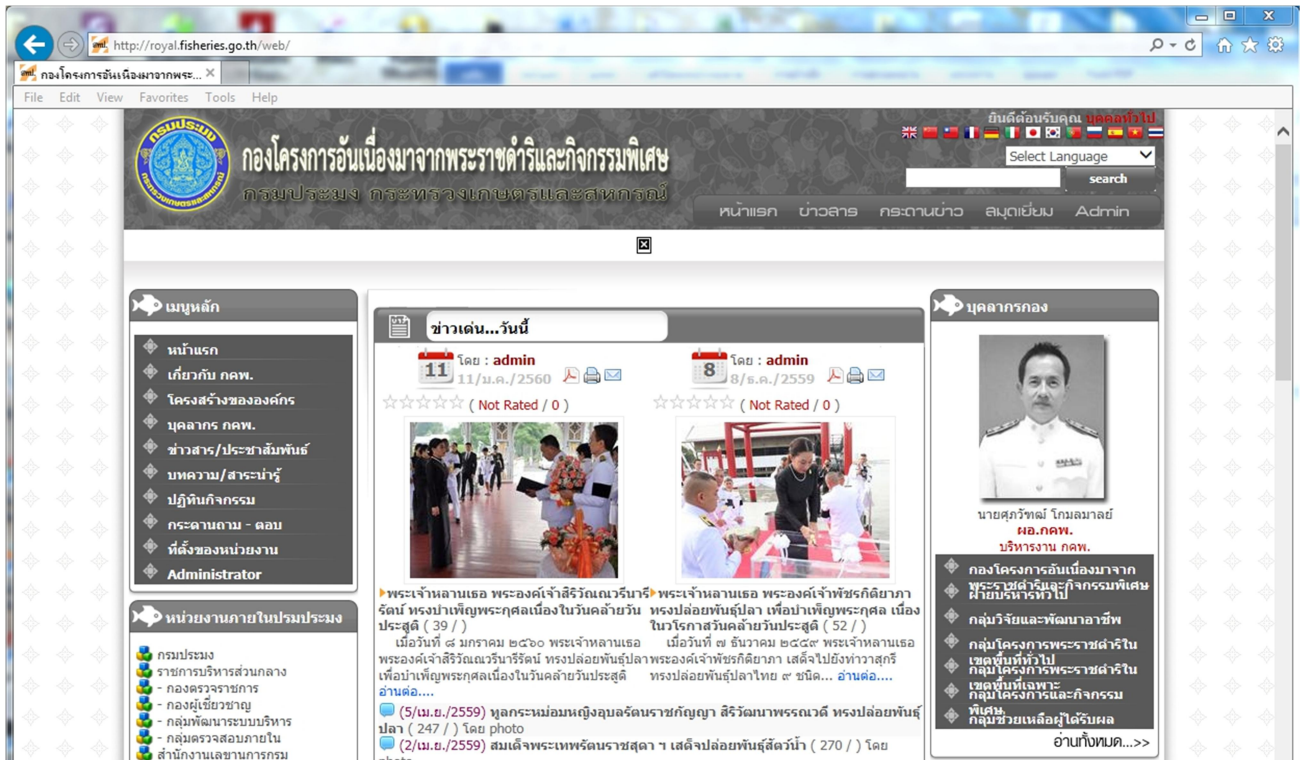 http://royal.fisheries.go.th/web/
กองโครงการอันเนื่องมาจากพระ...
File Edit View Favorites Tools Help
กรมประมง
กระทรวงเกษตรและสหกรณ์
กองโครงการอันเนื่องมาจากพระราชดำริและกิจกรรมพิเศษ
กรมประมง กระทรวงเกษตรและสหกรณ์
ยินดีต้อนรับคุณ บุคคลทั่วไป
Select Language
search
หน้าแรก ข่าวสาร กระดานข่าว สมุดเยี่ยม Admin
เมนูหลัก
หน้าแรก
เกี่ยวกับ กคพ.
โครงสร้างขององค์กร
บุคลากร กคพ.
ข่าวสาร/ประชาสัมพันธ์
บทความ/สาระน่ารู้
ปฏิทินกิจกรรม
กระดานถาม - ตอบ
ที่ตั้งของหน่วยงาน
Administrator
หน่วยงานภายในปรมประมง
กรมประมง
ราชการบริหารส่วนกลาง
- กองตรวจราชการ
- กองผู้เชี่ยวชาญ
- กลุ่มพัฒนาระบบบริหาร
- กลุ่มตรวจสอบภายใน
สำนักงานเลขานุการกรม
ข่าวเด่น...วันนี้
11 โดย : admin
11/ม.ค./2560
( Not Rated / 0 )
พระเจ้าหลานเธอ พระองค์เจ้าสิริวัณณวรีนารี
รัตน์ ทรงบำเพ็ญพระกุศลเนื่องในวันคล้ายวัน
ประสูติ ( 39 / )
เมื่อวันที่ ๘ มกราคม ๒๕๖๐ พระเจ้าหลานเธอ
พระองค์เจ้าสิริวัณณวรีนารีรัตน์ ทรงปล่อยพันธุ์ปลา
เพื่อบำเพ็ญพระกุศลเนื่องในวันคล้ายวันประสูติ
อ่านต่อ....
8 โดย : admin
8/ธ.ค./2559
( Not Rated / 0 )
พระเจ้าหลานเธอ พระองค์เจ้าพัชรกิติยาภา
ทรงปล่อยพันธุ์ปลา เพื่อบำเพ็ญพระกุศล เนื่อง
ในวโรกาสวันคล้ายวันประสูติ ( 52 / )
เมื่อวันที่ ๗ ธันวาคม ๒๕๕๙ พระเจ้าหลานเธอ
พระองค์เจ้าพัชรกิติยาภา เสด็จไปยังท่าวาสุกรี
ทรงปล่อยพันธุ์ปลาไทย ๙ ชนิด... อ่านต่อ....
(5/เม.ย./2559) ทูลกระหม่อมหญิงอุบลรัตนราชกัญญา สิริวัฒนาพรรณวดี ทรงปล่อยพันธุ์
ปลา ( 247 / ) โดย photo
(2/เม.ย./2559) สมเด็จพระเทพรัตนราชสุดา ฯ เสด็จปล่อยพันธุ์สัตว์น้ำ ( 270 / ) โดย
photo
บุคลากรกอง
นายศุภวัฑฒ์ โกมลมาลย์
ผอ.กคพ.
บริหารงาน กคพ.
กองโครงการอันเนื่องมาจาก
พระราชดำริและกิจกรรมพิเศษ
ฝ่ายบริหารทั่วไป
กลุ่มวิจัยและพัฒนาอาชีพ
กลุ่มโครงการพระราชดำริใน
เขตพื้นที่ทั่วไป
กลุ่มโครงการพระราชดำริใน
เขตพื้นที่เฉพาะ
กลุ่มโครงการและกิจกรรม
พิเศษ
กลุ่มช่วยเหลือผู้ได้รับผล
อ่านทั้งหมด...>>